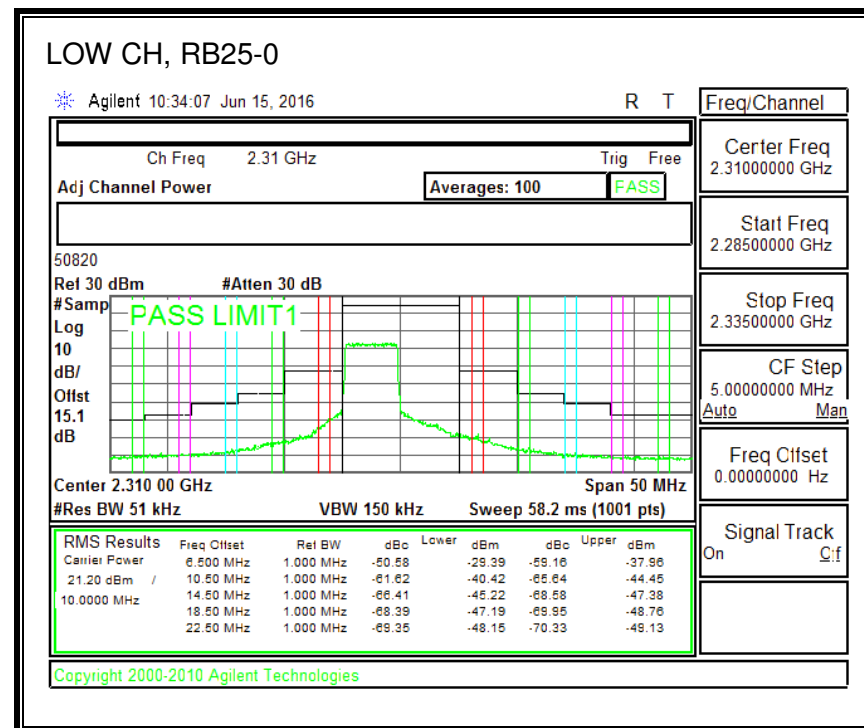 LOW CH, RB25-0
Agilent 10:34:07 Jun 15, 2016 R T
Freq/Channel
Ch Freq 2.31 GHz Trig Free
Adj Channel Power Averages: 100 PASS
Center Freq
2.31000000 GHz
Start Freq
2.28500000 GHz
Stop Freq
2.33500000 GHz
CF Step
5.00000000 MHz
Auto Man
Freq Offset
0.00000000 Hz
Signal Track
On Off
50820
Ref 30 dBm #Atten 30 dB
#Samp
Log
10
dB/
Offst
15.1
dB
PASS LIMIT1
Center 2.310 00 GHz Span 50 MHz
#Res BW 51 kHz VBW 150 kHz Sweep 58.2 ms (1001 pts)
RMS Results Freq Offset Ref BW dBc Lower dBm dBc Upper dBm
Carrier Power 6.500 MHz 1.000 MHz -50.58 -29.39 -59.16 -37.96
21.20 dBm / 10.50 MHz 1.000 MHz -61.62 -40.42 -65.64 -44.45
10.0000 MHz 14.50 MHz 1.000 MHz -66.41 -45.22 -68.58 -47.38
18.50 MHz 1.000 MHz -68.39 -47.19 -69.95 -48.76
22.50 MHz 1.000 MHz -69.35 -48.15 -70.33 -49.13
Copyright 2000-2010 Agilent Technologies